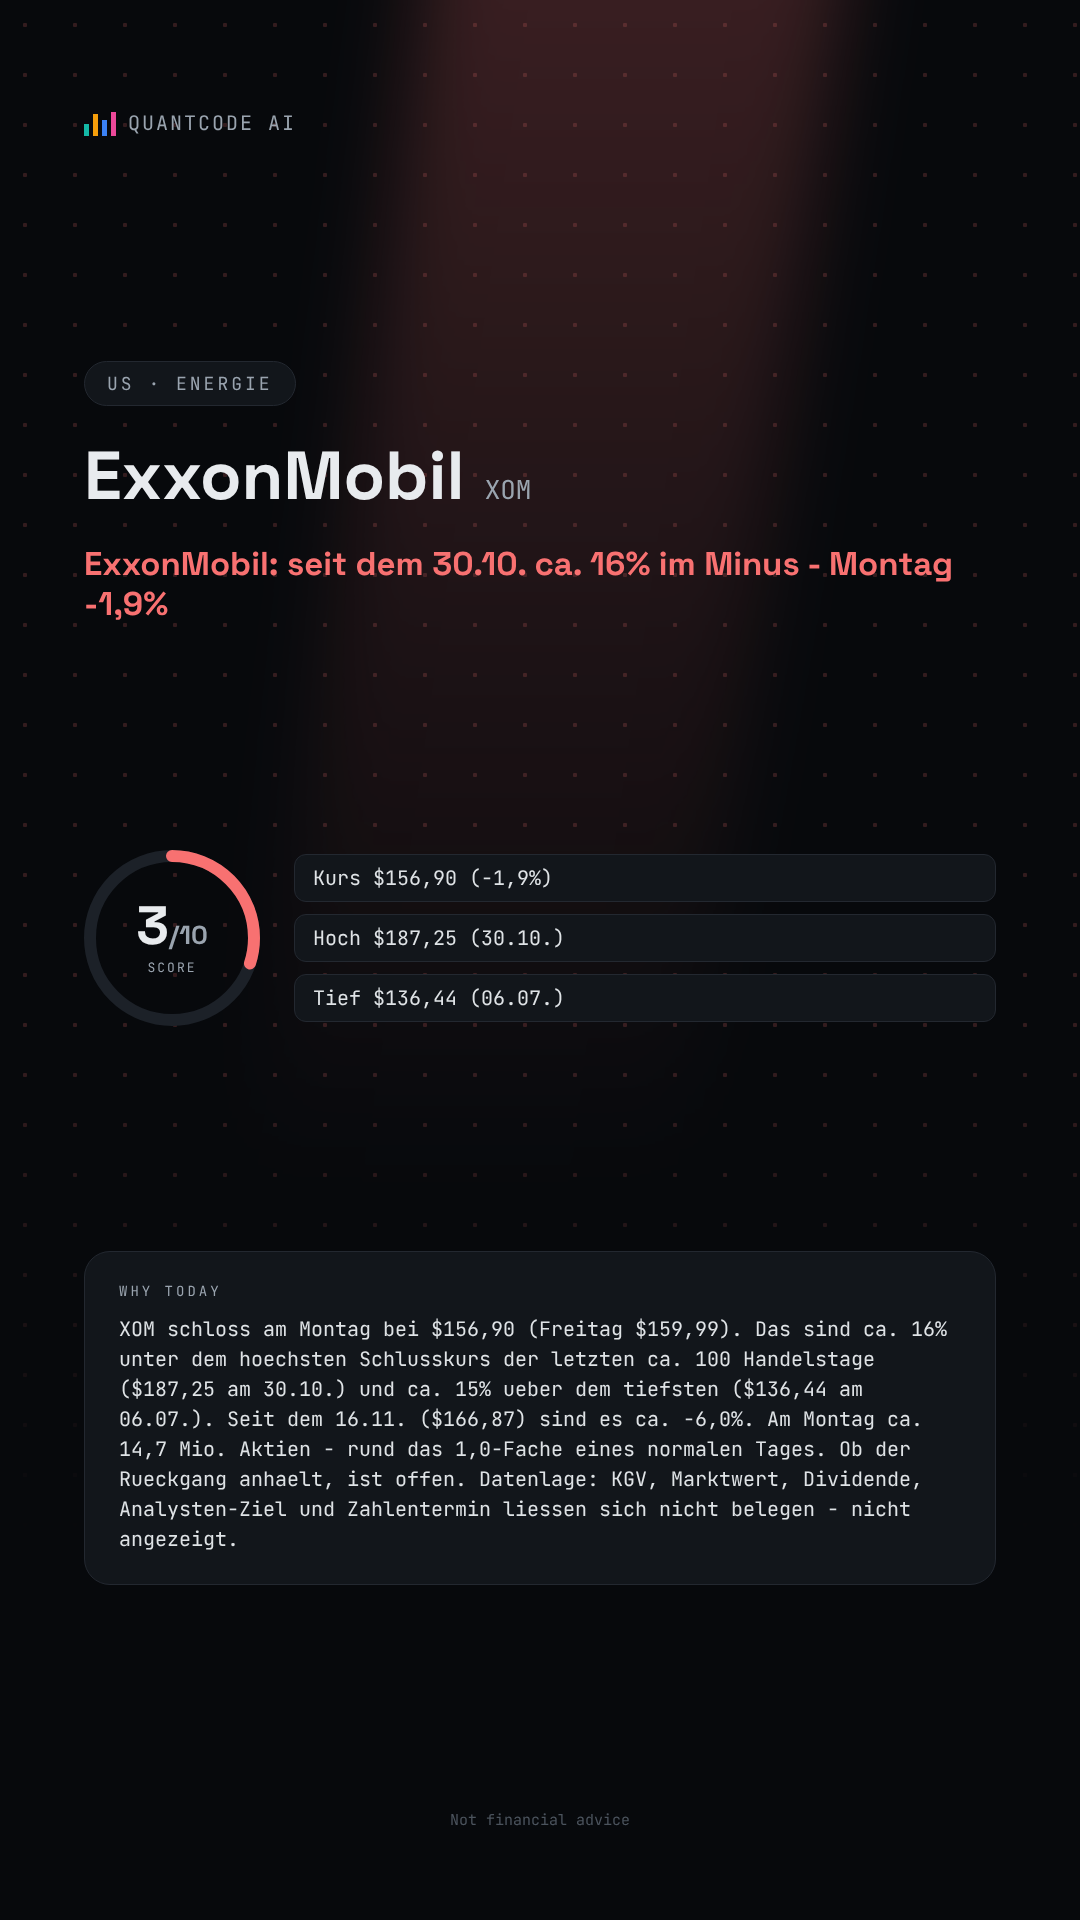 QUANTCODE AI
US · ENERGIE
ExxonMobil XOM
ExxonMobil: seit dem 30.10. ca. 16% im Minus - Montag
-1,9%
3/10
SCORE
Kurs $156,90 (-1,9%)
Hoch $187,25 (30.10.)
Tief $136,44 (06.07.)
WHY TODAY
XOM schloss am Montag bei $156,90 (Freitag $159,99). Das sind ca. 16%
unter dem hoechsten Schlusskurs der letzten ca. 100 Handelstage
($187,25 am 30.10.) und ca. 15% ueber dem tiefsten ($136,44 am
06.07.). Seit dem 16.11. ($166,87) sind es ca. -6,0%. Am Montag ca.
14,7 Mio. Aktien - rund das 1,0-Fache eines normalen Tages. Ob der
Rueckgang anhaelt, ist offen. Datenlage: KGV, Marktwert, Dividende,
Analysten-Ziel und Zahlentermin liessen sich nicht belegen - nicht
angezeigt.
Not financial advice